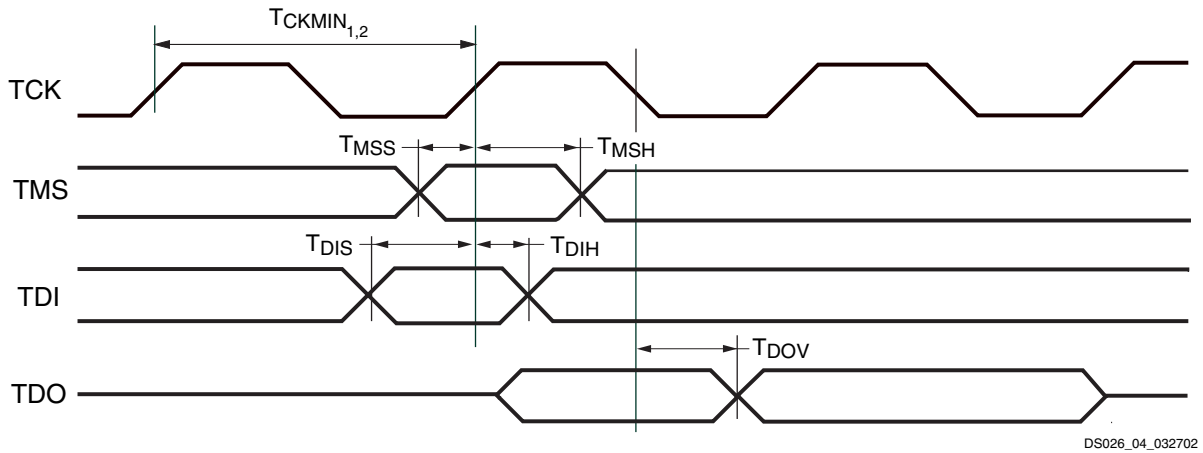 TCKMIN1,2
TCK
TMSS
TMSH
TMS
TDIS
TDIH
TDI
TDOV
TDO
DS026_04_032702